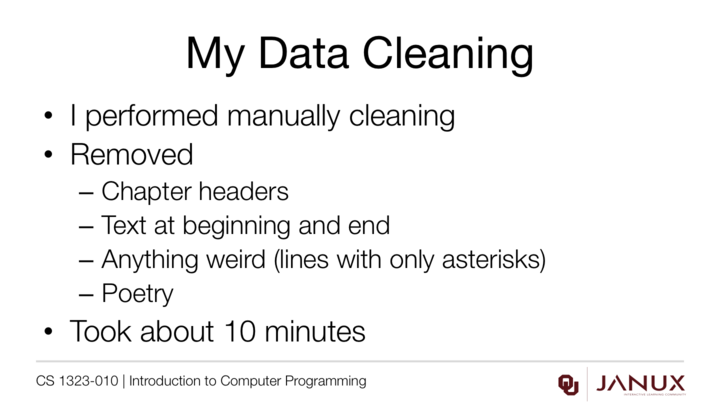 My Data Cleaning
• I performed manually cleaning
• Removed
– Chapter headers
– Text at beginning and end
– Anything weird (lines with only asterisks)
– Poetry
• Took about 10 minutes
CS 1323-010 | Introduction to Computer Programming
JANUX
INTERACTIVE LEARNING COMMUNITY